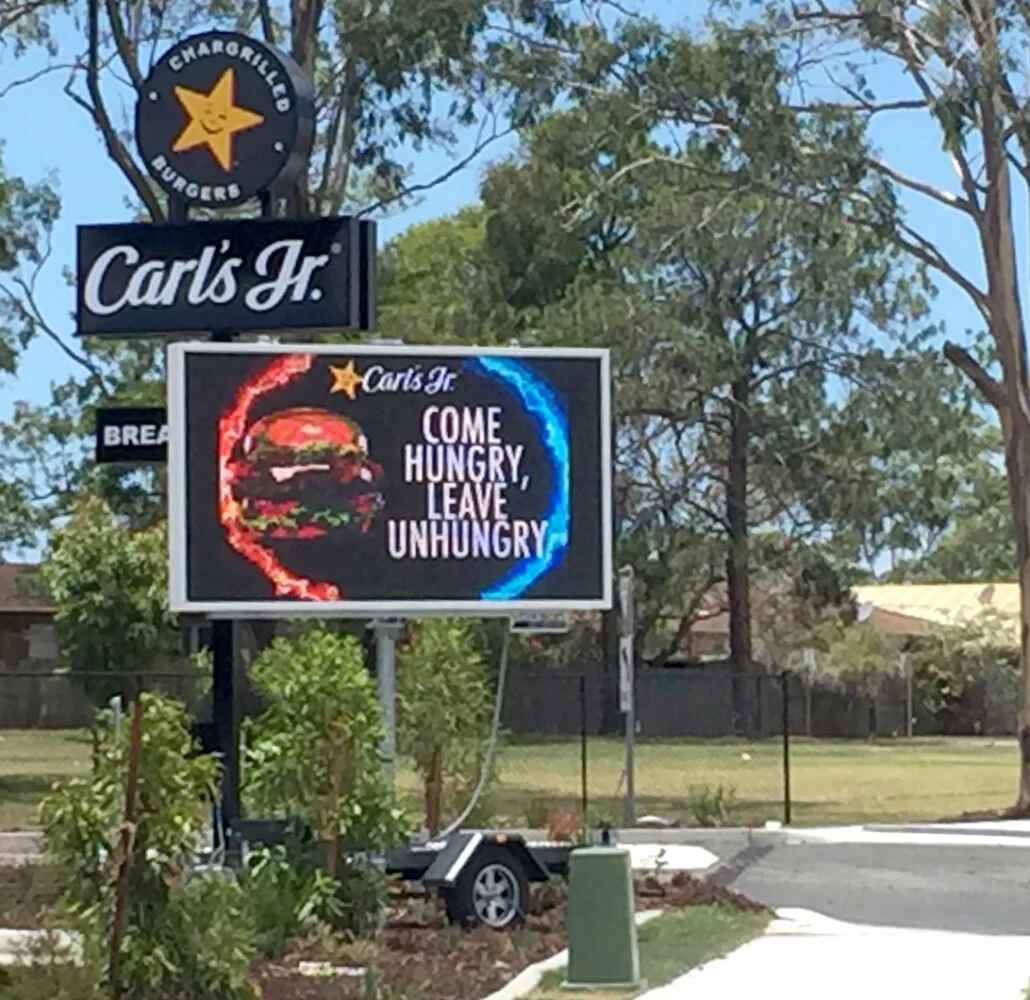 CHARGRILLED
BURGERS
Carl's Jr.
BREA
Carl's Jr.
COME
HUNGRY,
LEAVE
UNHUNGRY